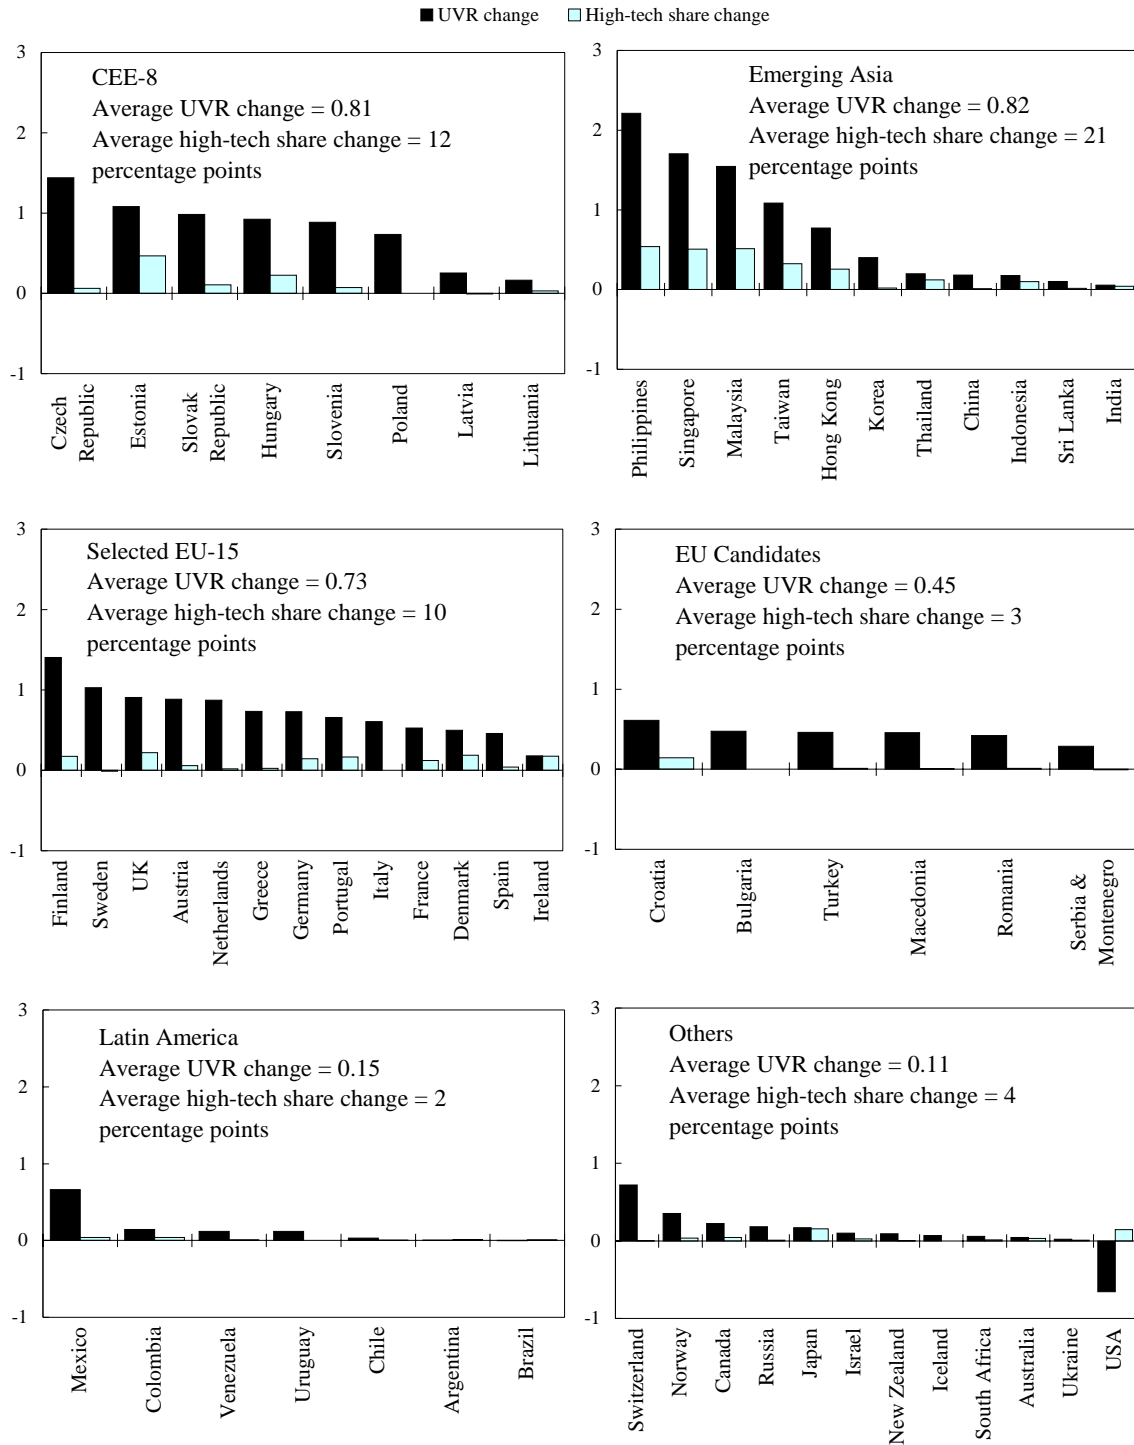 UVR change High-tech share change
3
2
1
0
-1
CEE-8
Average UVR change = 0.81
Average high-tech share change = 12
percentage points
Czech
Republic
Estonia
Slovak
Republic
Hungary
Slovenia
Poland
Latvia
Lithuania
3
2
1
0
-1
Emerging Asia
Average UVR change = 0.82
Average high-tech share change = 21
percentage points
Philippines
Singapore
Malaysia
Taiwan
Hong Kong
Korea
Thailand
China
Indonesia
Sri Lanka
India
3
2
1
0
-1
Selected EU-15
Average UVR change = 0.73
Average high-tech share change = 10
percentage points
Finland
Sweden
UK
Austria
Netherlands
Greece
Germany
Portugal
Italy
France
Denmark
Spain
Ireland
3
2
1
0
-1
EU Candidates
Average UVR change = 0.45
Average high-tech share change = 3
percentage points
Croatia
Bulgaria
Turkey
Macedonia
Romania
Serbia &
Montenegro
3
2
1
0
-1
Latin America
Average UVR change = 0.15
Average high-tech share change = 2
percentage points
Mexico
Colombia
Venezuela
Uruguay
Chile
Argentina
Brazil
3
2
1
0
-1
Others
Average UVR change = 0.11
Average high-tech share change = 4
percentage points
Switzerland
Norway
Canada
Russia
Japan
Israel
New Zealand
Iceland
South Africa
Australia
Ukraine
USA